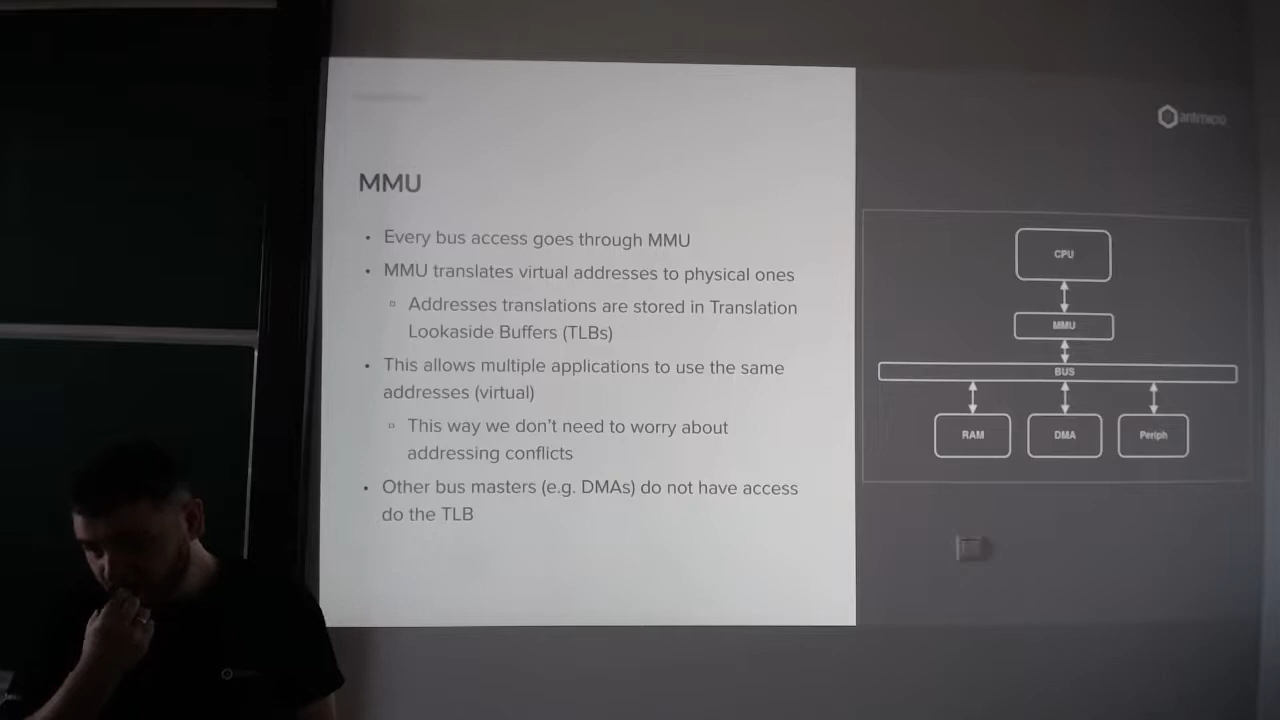 antmicro
MMU
• Every bus access goes through MMU
• MMU translates virtual addresses to physical ones
▫ Addresses translations are stored in Translation
Lookaside Buffers (TLBs)
• This allows multiple applications to use the same
addresses (virtual)
▫ This way we don't need to worry about
addressing conflicts
• Other bus masters (e.g. DMAs) do not have access
do the TLB
CPU
MMU
BUS
RAM
DMA
Periph